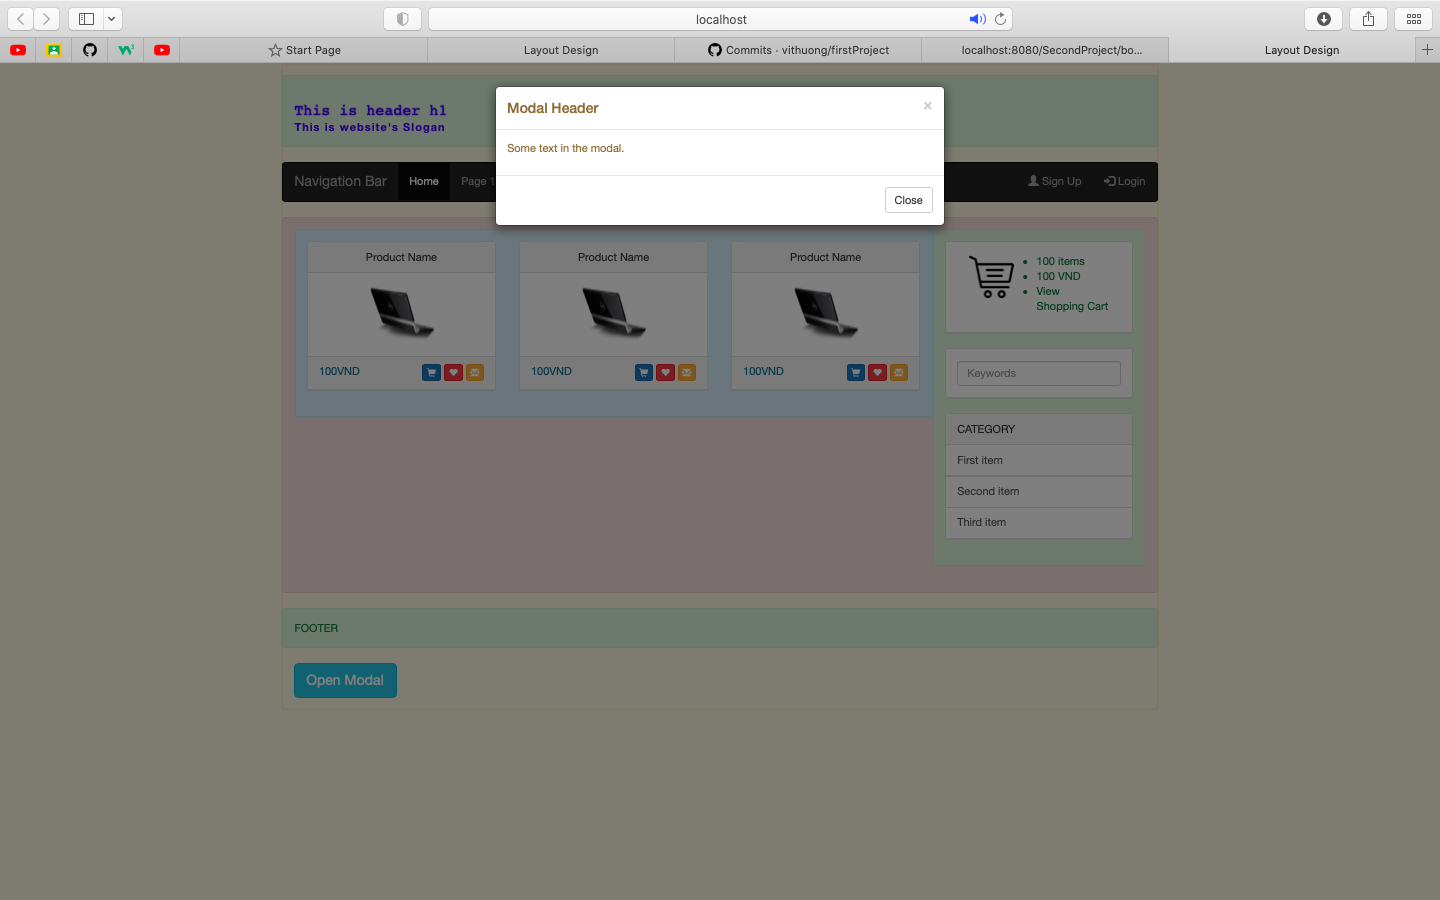 localhost
Start Page
Layout Design
Commits · vithuong/firstProject
localhost:8080/SecondProject/bo...
Layout Design
This is header h1
This is website's Slogan
Modal Header
×
Some text in the modal.
Close
Navigation Bar
Home
Page 1
Sign Up
Login
Product Name
Product Name
Product Name
100VND
100VND
100VND
100 items
100 VND
View
Shopping Cart
Keywords
CATEGORY
First item
Second item
Third item
FOOTER
Open Modal